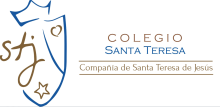 stj
COLEGIO
SANTA TERESA
Compañía de Santa Teresa de Jesús